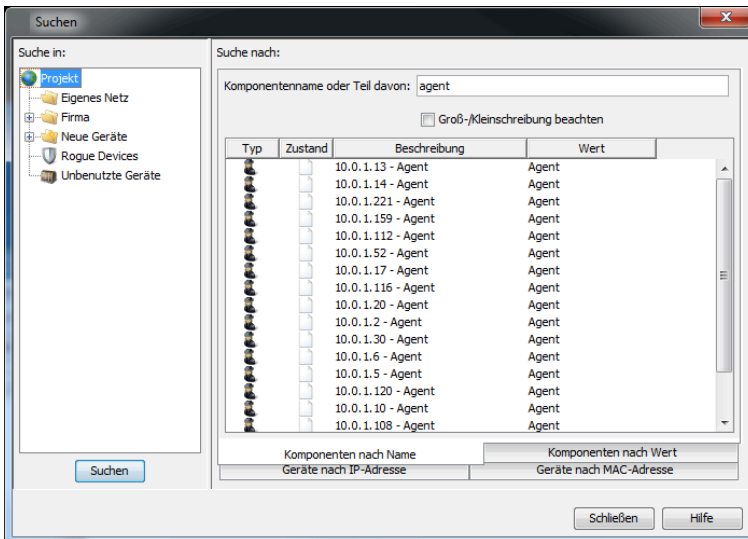 Suchen
Suche in:
Projekt
Eigenes Netz
Firma
Neue Geräte
Rogue Devices
Unbenutzte Geräte
Suchen
Suche nach:
Komponentenname oder Teil davon: agent
Groß-/Kleinschreibung beachten
Typ Zustand Beschreibung Wert
10.0.1.13 - Agent Agent
10.0.1.14 - Agent Agent
10.0.1.221 - Agent Agent
10.0.1.159 - Agent Agent
10.0.1.112 - Agent Agent
10.0.1.52 - Agent Agent
10.0.1.17 - Agent Agent
10.0.1.116 - Agent Agent
10.0.1.20 - Agent Agent
10.0.1.2 - Agent Agent
10.0.1.30 - Agent Agent
10.0.1.6 - Agent Agent
10.0.1.5 - Agent Agent
10.0.1.120 - Agent Agent
10.0.1.10 - Agent Agent
10.0.1.108 - Agent Agent
Komponenten nach Name Komponenten nach Wert
Geräte nach IP-Adresse Geräte nach MAC-Adresse
Schließen Hilfe